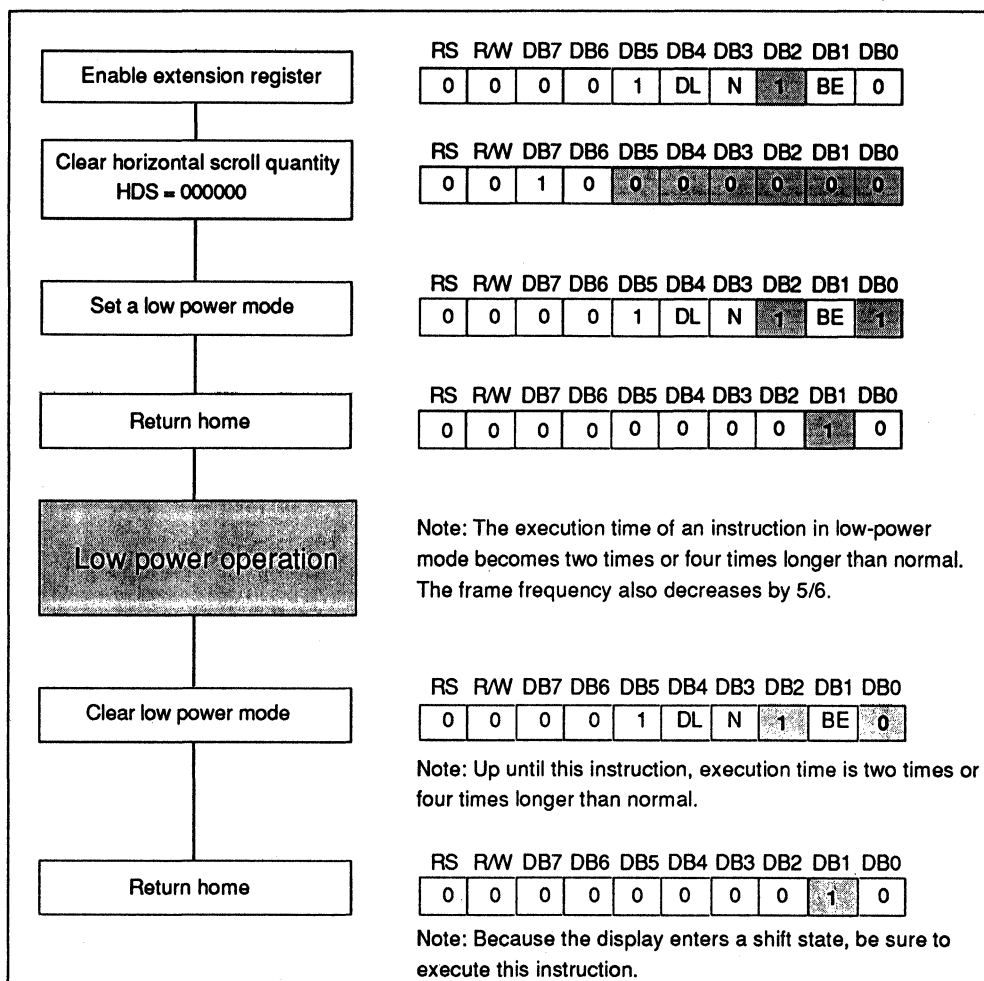 Enable extension register
RS R/W DB7 DB6 DB5 DB4 DB3 DB2 DB1 DB0
0 0 0 0 1 DL N 1 BE 0
Clear horizontal scroll quantity
HDS = 000000
RS R/W DB7 DB6 DB5 DB4 DB3 DB2 DB1 DB0
0 0 1 0 0 0 0 0 0 0
Set a low power mode
RS R/W DB7 DB6 DB5 DB4 DB3 DB2 DB1 DB0
0 0 0 0 1 DL N 1 BE 1
Return home
RS R/W DB7 DB6 DB5 DB4 DB3 DB2 DB1 DB0
0 0 0 0 0 0 0 0 1 0
Low power operation
Note: The execution time of an instruction in low-power
mode becomes two times or four times longer than normal.
The frame frequency also decreases by 5/6.
Clear low power mode
RS R/W DB7 DB6 DB5 DB4 DB3 DB2 DB1 DB0
0 0 0 0 1 DL N 1 BE 0
Note: Up until this instruction, execution time is two times or
four times longer than normal.
Return home
RS R/W DB7 DB6 DB5 DB4 DB3 DB2 DB1 DB0
0 0 0 0 0 0 0 0 1 0
Note: Because the display enters a shift state, be sure to
execute this instruction.